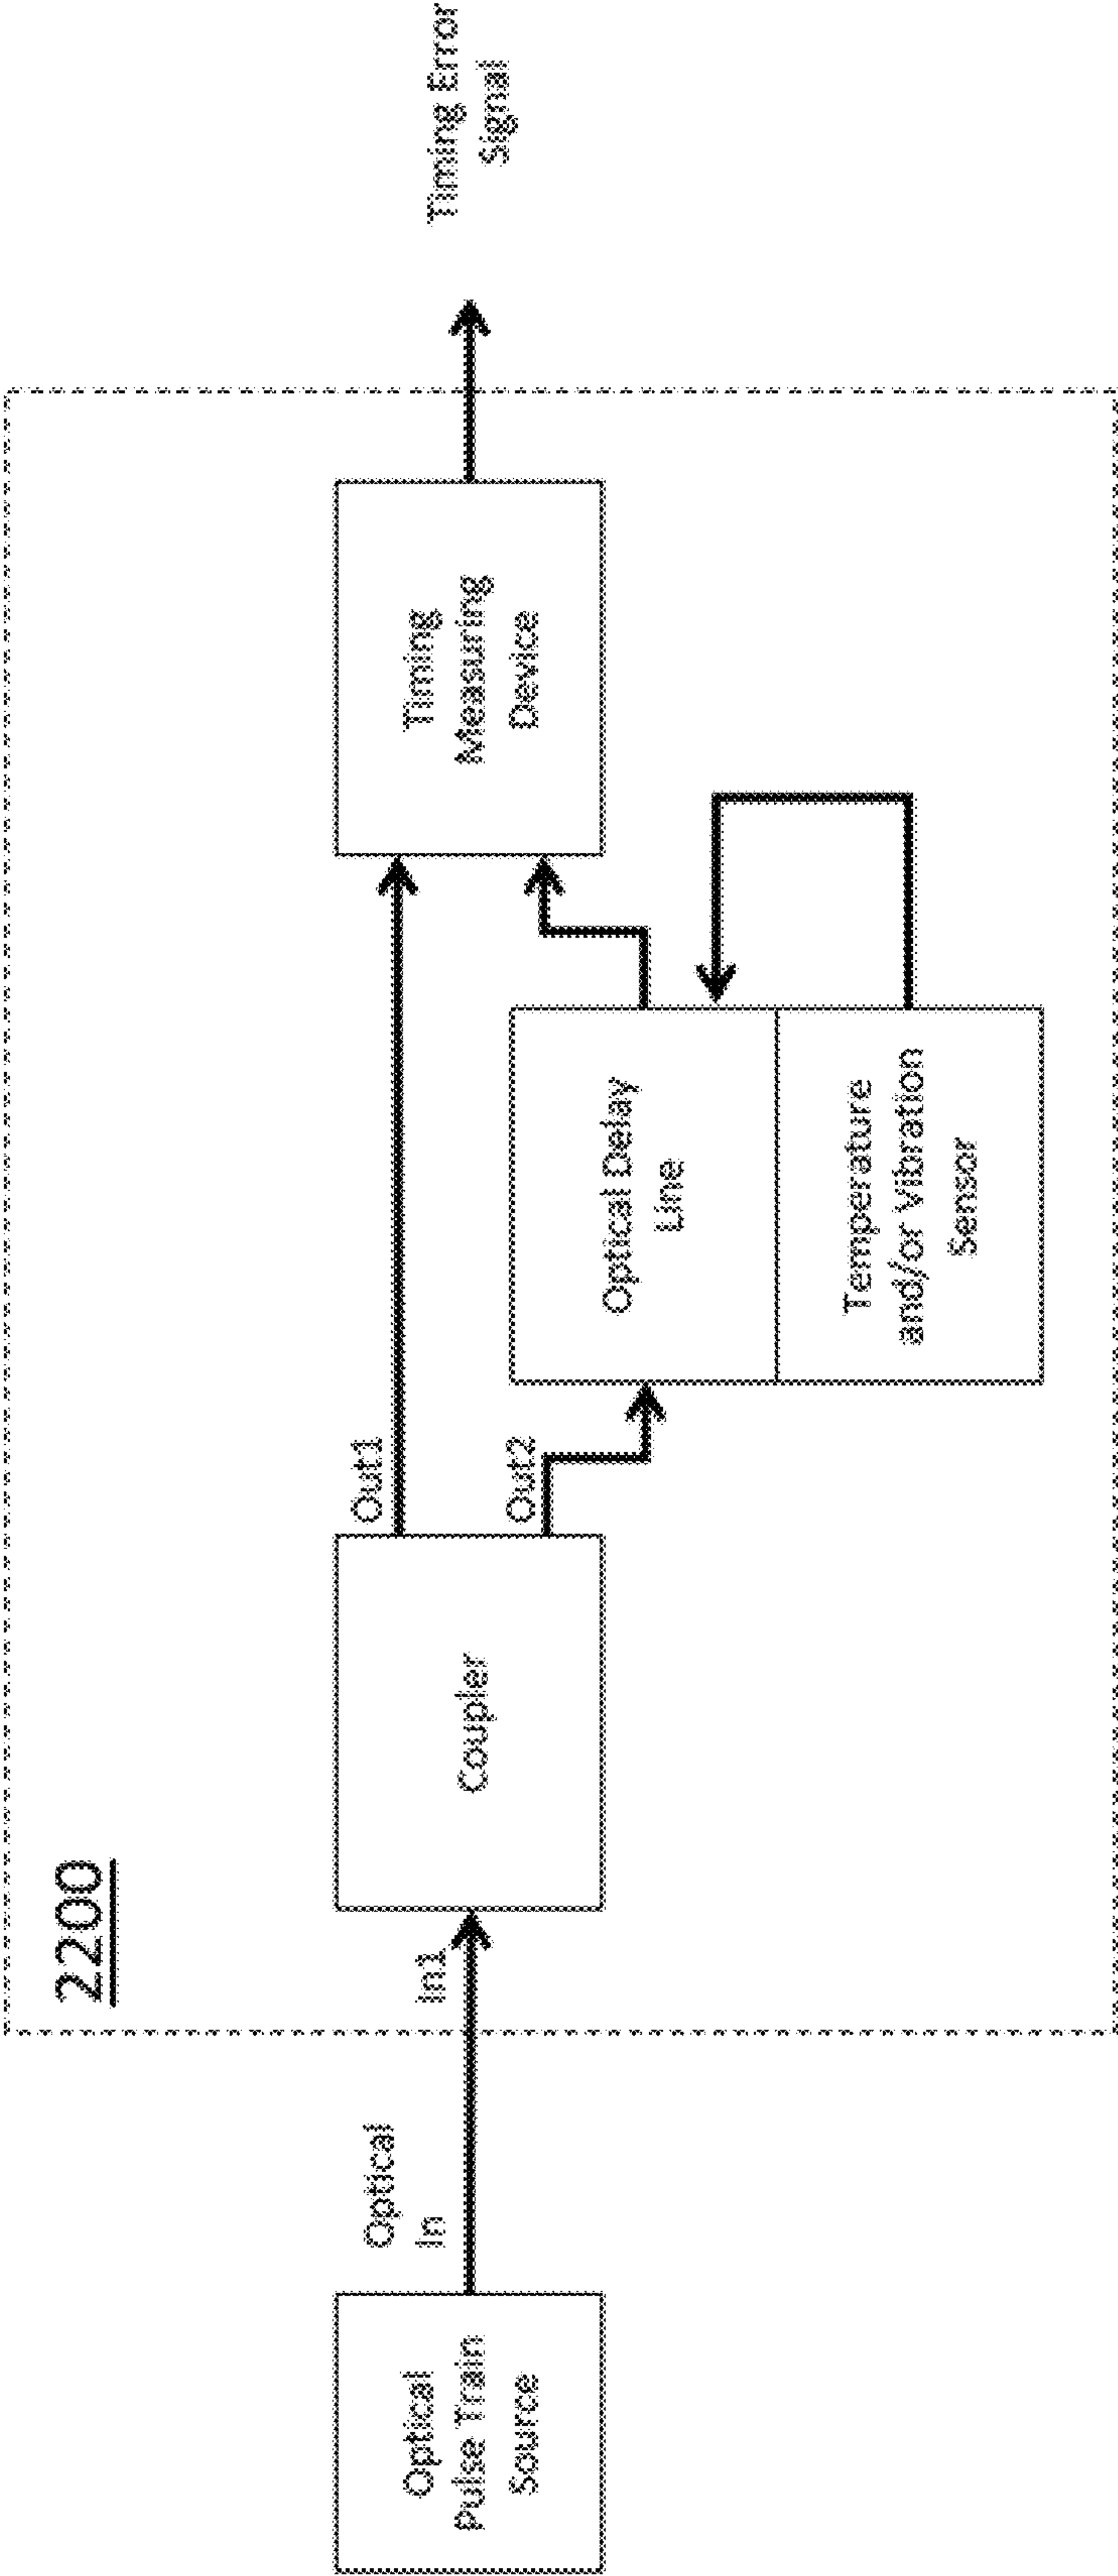 2200
Optical
Pulse Train
Source
Optical
In
In1
Coupler
Out1
Out2
Optical Delay
Line
Temperature
and/or Vibration
Sensor
Timing
Measuring
Device
Timing Error
Signal